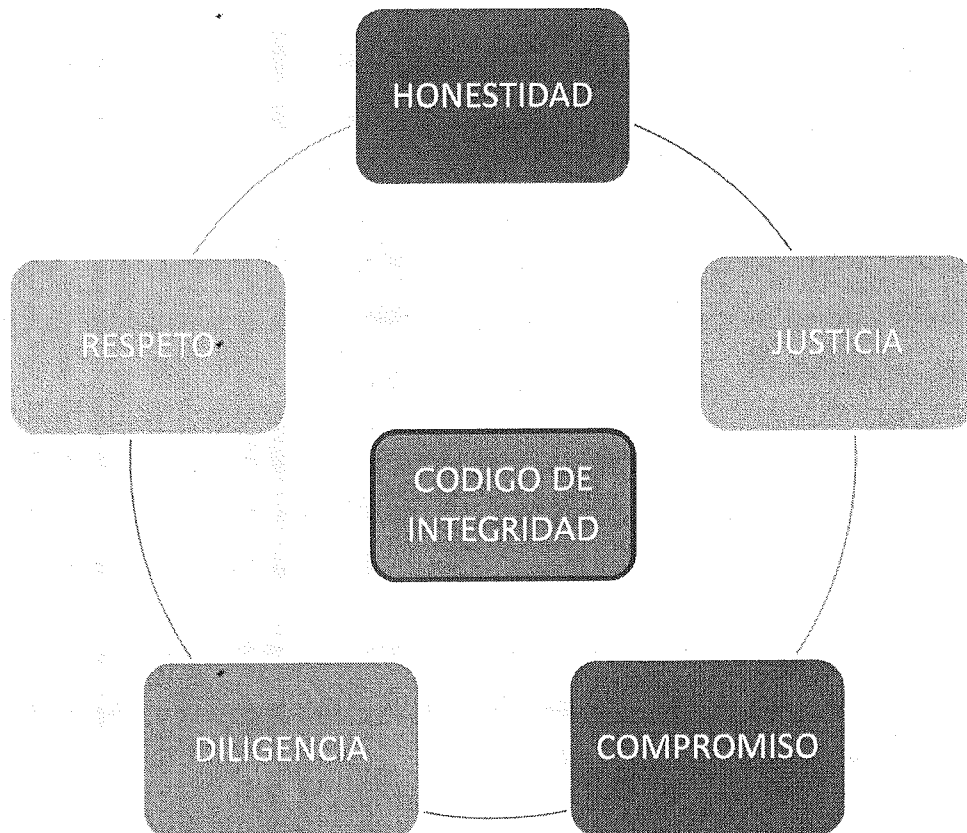 HONESTIDAD
JUSTICIA
COMPROMISO
DILIGENCIA
RESPETO
CODIGO DE
INTEGRIDAD